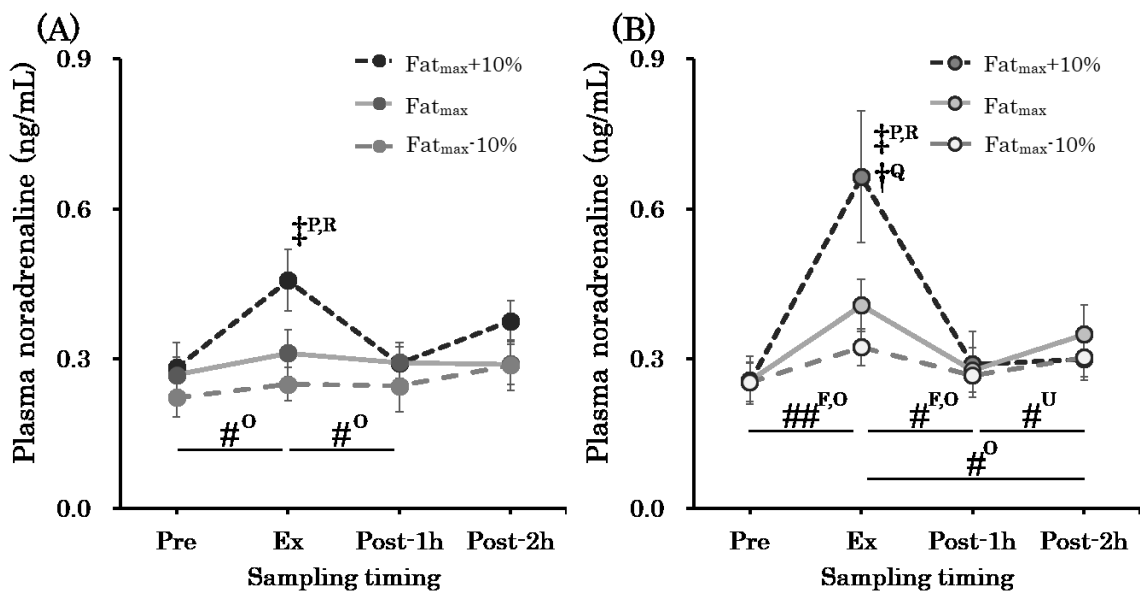 (A)
Plasma noradrenaline (ng/mL)
0.9
0.6
0.3
0.0
Fatmax+10%
Fatmax
Fatmax-10%
‡P,R
#O
#O
Pre
Ex
Post-1h
Post-2h
Sampling timing
(B)
Plasma noradrenaline (ng/mL)
0.9
0.6
0.3
0.0
Fatmax+10%
Fatmax
Fatmax-10%
‡P,R
†Q
##F,O
#F,O
#U
#O
Pre
Ex
Post-1h
Post-2h
Sampling timing